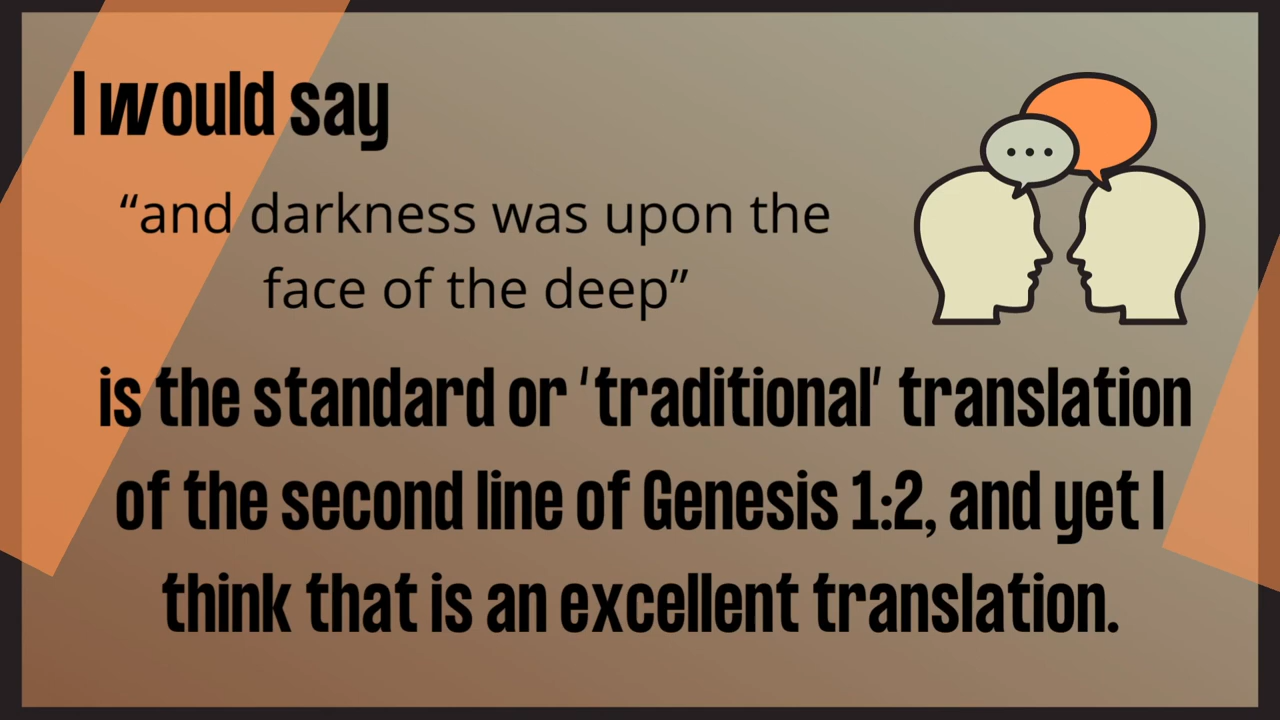 I would say
“and darkness was upon the
face of the deep”
is the standard or 'traditional' translation
of the second line of Genesis 1:2, and yet I
think that is an excellent translation.